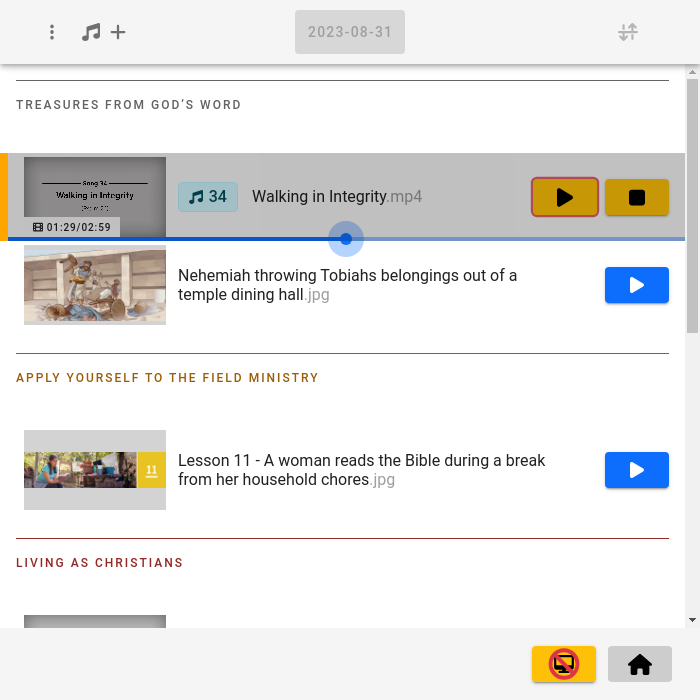 2023-08-31
TREASURES FROM GOD'S WORD
Song 34
Walking in Integrity
01:29/02:59
34
Walking in Integrity.mp4
Nehemiah throwing Tobiahs belongings out of a
temple dining hall.jpg
APPLY YOURSELF TO THE FIELD MINISTRY
11
Lesson 11 - A woman reads the Bible during a break
from her household chores.jpg
LIVING AS CHRISTIANS